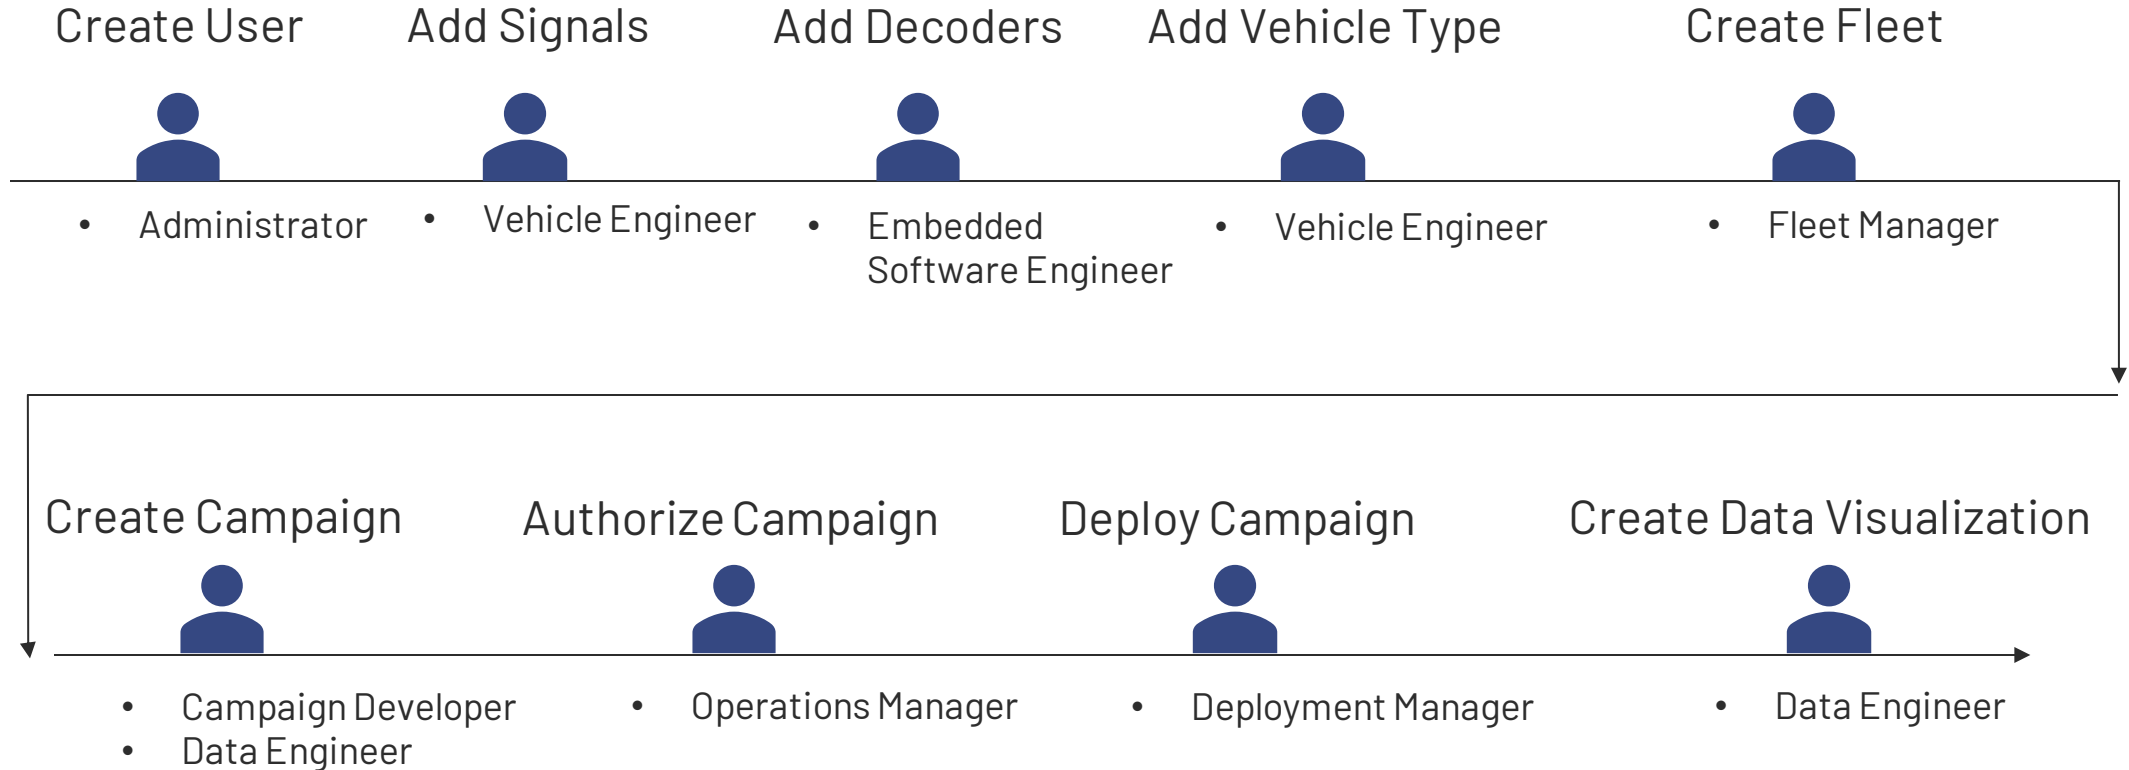 Create User
Add Signals
Add Decoders
Add Vehicle Type
Create Fleet
• Administrator
• Vehicle Engineer
• Embedded
Software Engineer
• Vehicle Engineer
• Fleet Manager
Create Campaign
Authorize Campaign
Deploy Campaign
Create Data Visualization
• Campaign Developer
• Data Engineer
• Operations Manager
• Deployment Manager
• Data Engineer